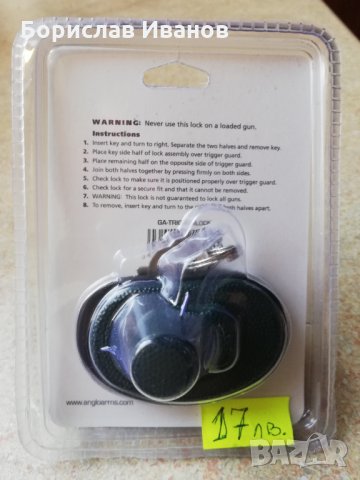 Борислав Иванов
WARNING: Never use this lock on a loaded gun.
Instructions
1. Insert key and turn to right. Separate the two halves and remove key.
2. Place key side half of lock assembly over trigger guard.
3. Place remaining half on the opposite side of trigger guard.
4. Join both halves together by pressing firmly on both sides.
5. Check lock to make sure it is positioned properly over trigger guard.
6. Check for a secure fit and that it cannot be removed.
7. WARNING: This lock is not guaranteed to lock all guns.
8. To remove, insert key and turn to the halves apart.
www.angloarms.com
17лв.
BAZAR